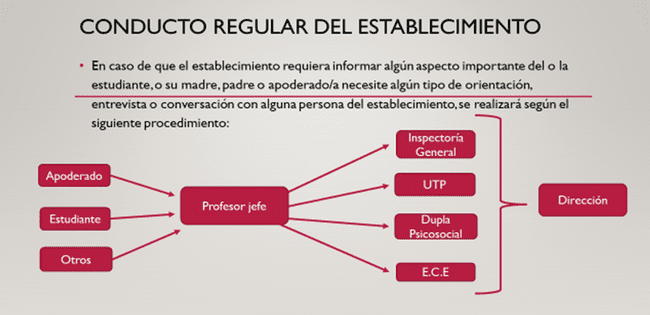 CONDUCTO REGULAR DEL ESTABLECIMIENTO
• En caso de que el establecimiento requiera informar algún aspecto importante del o la
estudiante, o su madre, padre o apoderado/a necesite algún tipo de orientación,
entrevista o conversación con alguna persona del establecimiento, se realizará según el
siguiente procedimiento:
Apoderado
Estudiante
Otros
Profesor jefe
Inspectoría
General
UTP
Dupla
Psicosocial
E.C.E
Dirección